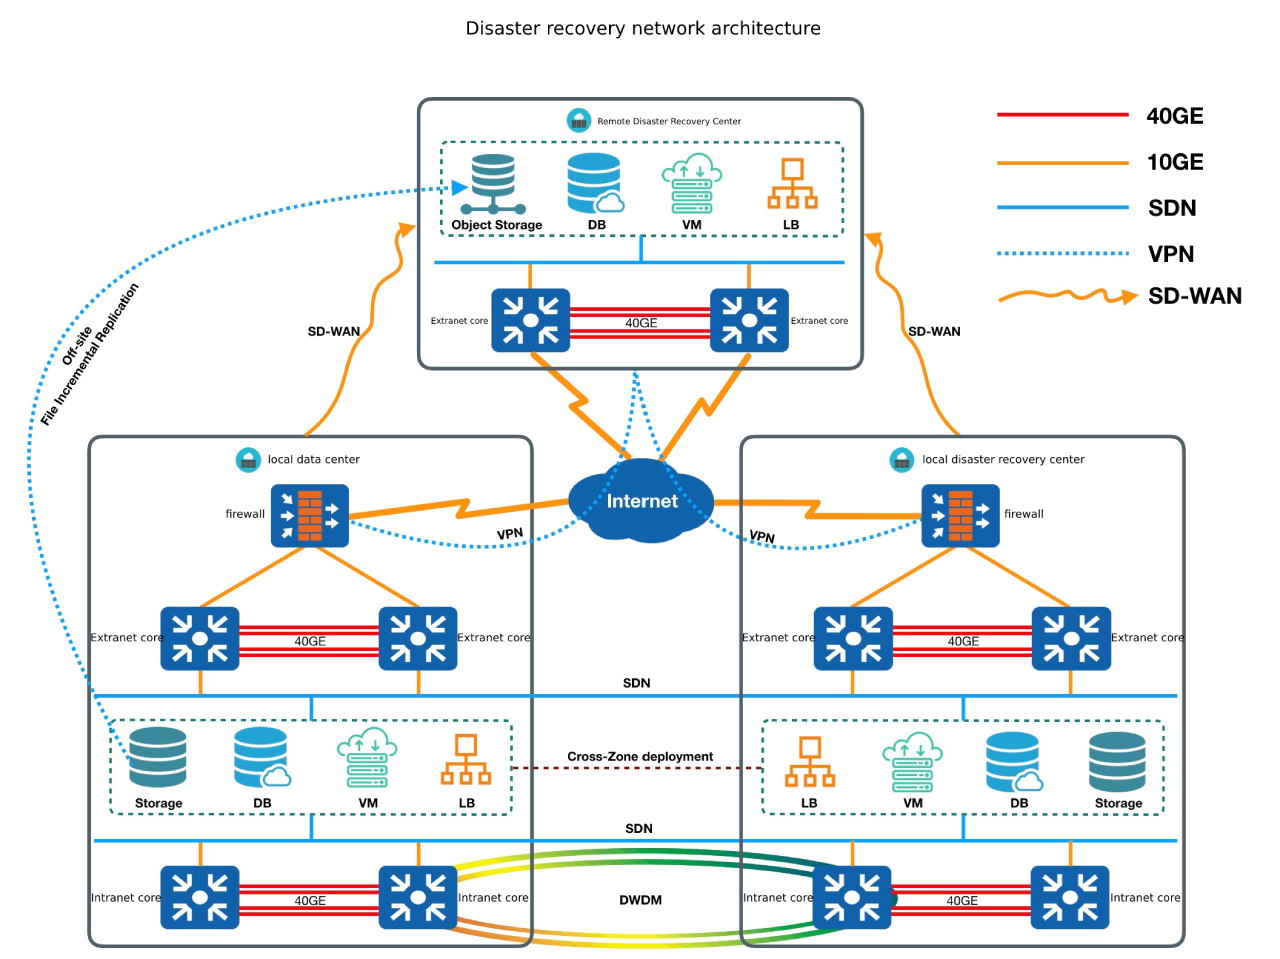 Disaster recovery network architecture
Remote Disaster Recovery Center
40GE
10GE
SDN
VPN
SD-WAN
Object Storage
DB
VM
LB
Extranet core
40GE
Extranet core
SD-WAN
SD-WAN
Off-site
File Incremental Replication
local data center
local disaster recovery center
firewall
Internet
firewall
VPN
VPN
Extranet core
40GE
Extranet core
Extranet core
40GE
Extranet core
SDN
Cross-Zone deployment
Storage
DB
VM
LB
LB
VM
DB
Storage
SDN
Intranet core
40GE
Intranet core
DWDM
Intranet core
40GE
Intranet core